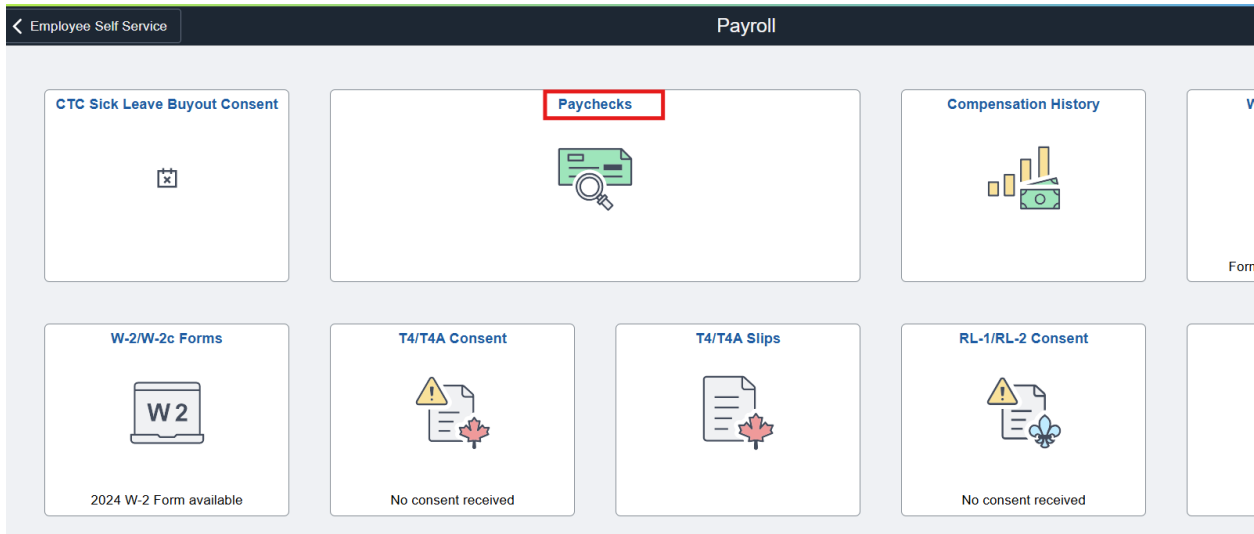 Employee Self Service
Payroll
CTC Sick Leave Buyout Consent
Paychecks
Compensation History
W-2/W-2c Forms
W2
2024 W-2 Form available
T4/T4A Consent
No consent received
T4/T4A Slips
RL-1/RL-2 Consent
No consent received